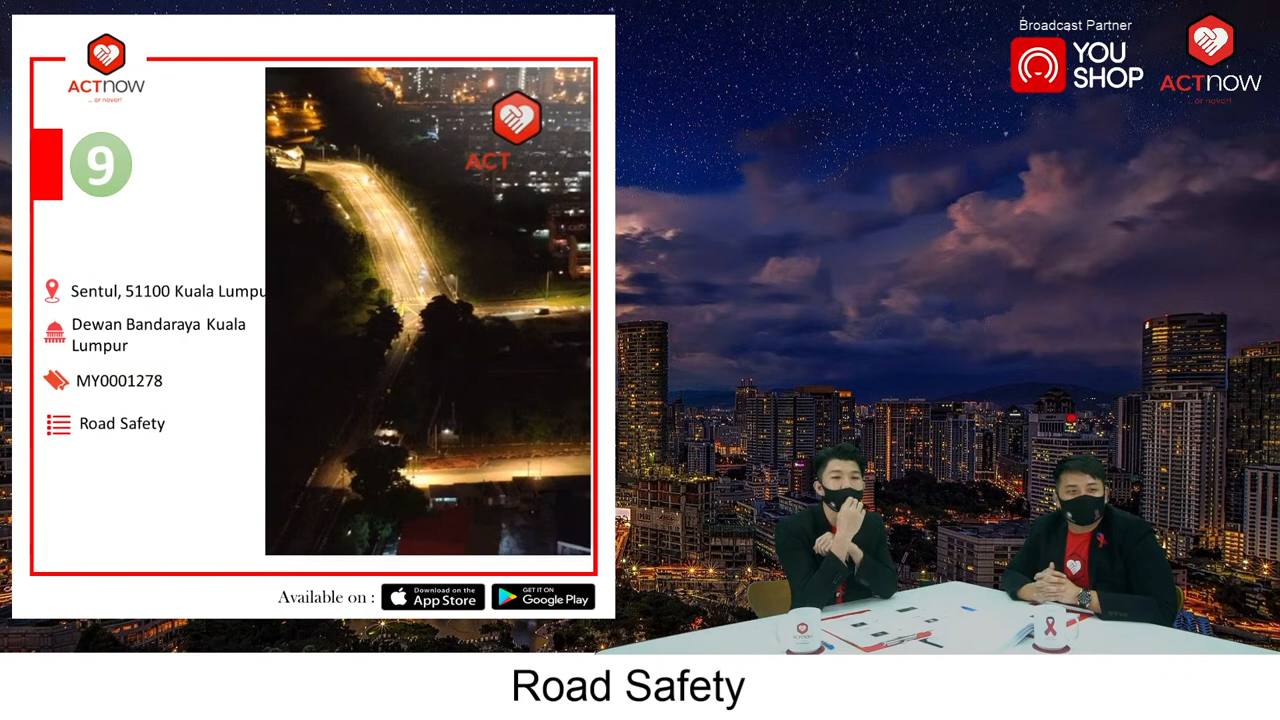 ACTNOW
... or never!
9
Sentul, 51100 Kuala Lumpu
Dewan Bandaraya Kuala
Lumpur
MY0001278
Road Safety
ACT
Available on :
Download on the
App Store
GET IT ON
Google Play
Broadcast Partner
YOU
SHOP
ACTNOW
... or never!
Road Safety